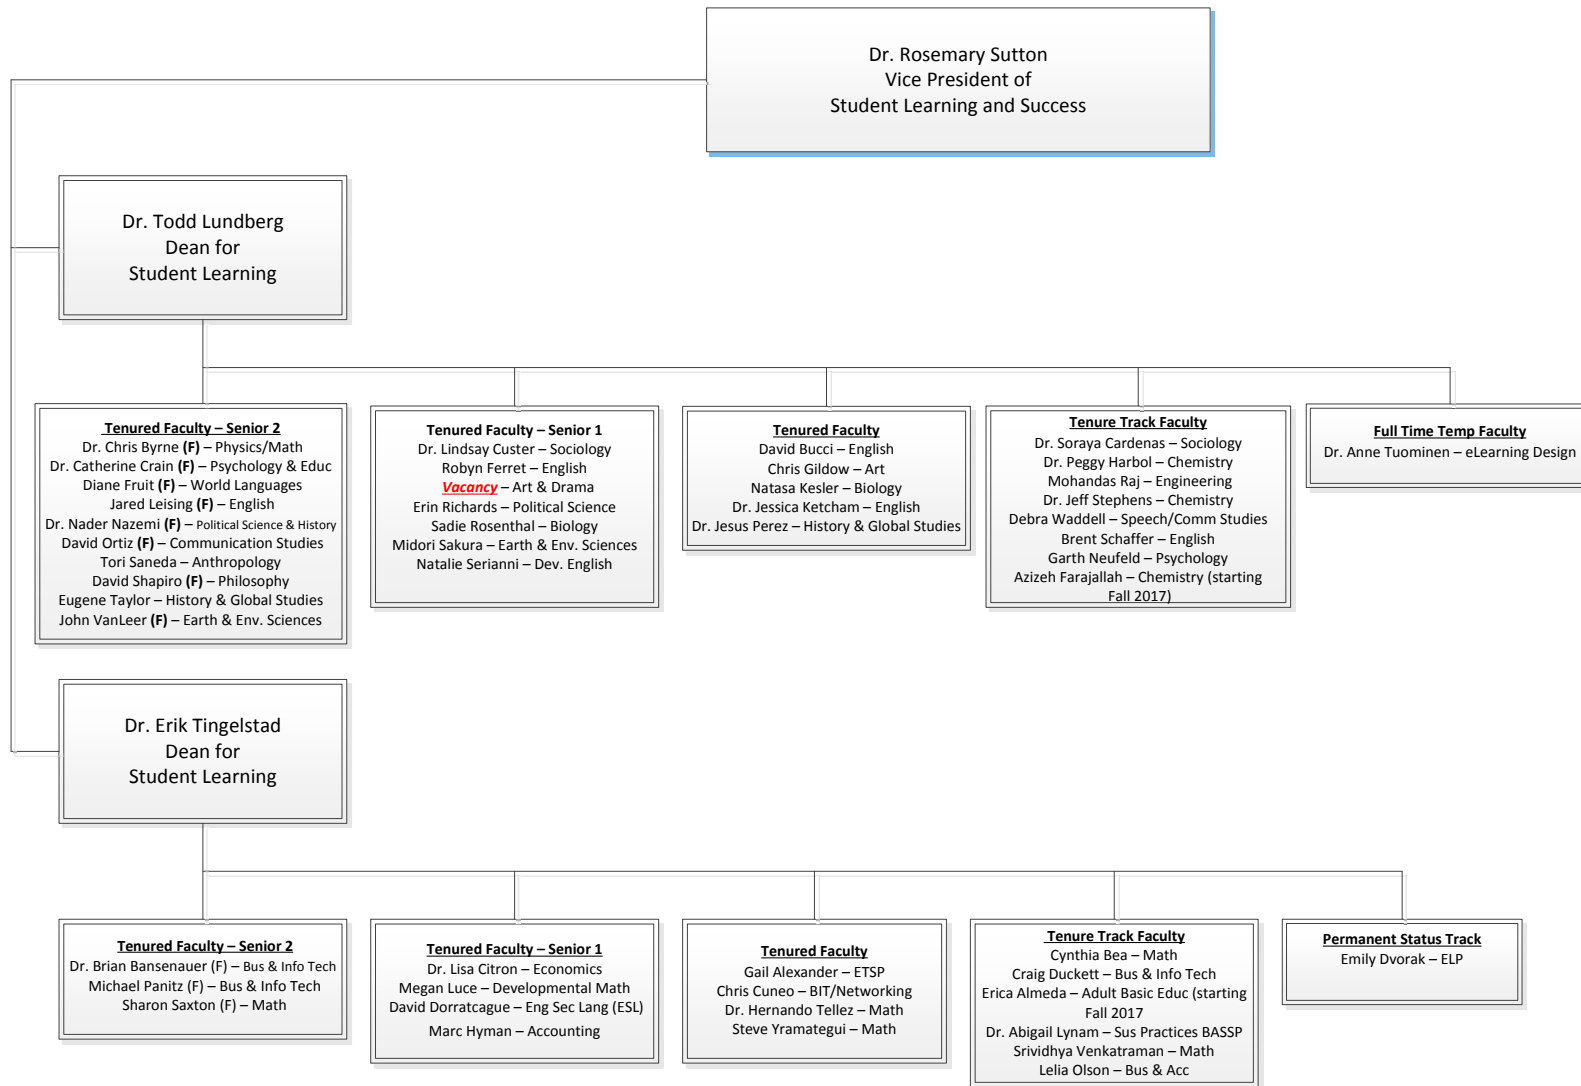 Dr. Rosemary Sutton
Vice President of
Student Learning and Success
Dr. Todd Lundberg
Dean for
Student Learning
Tenured Faculty – Senior 2
Dr. Chris Byrne (F) – Physics/Math
Dr. Catherine Crain (F) – Psychology & Educ
Diane Fruit (F) – World Languages
Jared Leising (F) – English
Dr. Nader Nazemi (F) – Political Science & History
David Ortiz (F) – Communication Studies
Tori Saneda – Anthropology
David Shapiro (F) – Philosophy
Eugene Taylor – History & Global Studies
John VanLeer (F) – Earth & Env. Sciences
Tenured Faculty – Senior 1
Dr. Lindsay Custer – Sociology
Robyn Ferret – English
Vacancy – Art & Drama
Erin Richards – Political Science
Sadie Rosenthal – Biology
Midori Sakura – Earth & Env. Sciences
Natalie Serianni – Dev. English
Tenured Faculty
David Bucci – English
Chris Gildow – Art
Natasa Kesler – Biology
Dr. Jessica Ketcham – English
Dr. Jesus Perez – History & Global Studies
Tenure Track Faculty
Dr. Soraya Cardenas – Sociology
Dr. Peggy Harbol – Chemistry
Mohandas Raj – Engineering
Dr. Jeff Stephens – Chemistry
Debra Waddell – Speech/Comm Studies
Brent Schaffer – English
Garth Neufeld – Psychology
Azizeh Farajallah – Chemistry (starting
Fall 2017)
Full Time Temp Faculty
Dr. Anne Tuominen – eLearning Design
Dr. Erik Tingelstad
Dean for
Student Learning
Tenured Faculty – Senior 2
Dr. Brian Bansenauer (F) – Bus & Info Tech
Michael Panitz (F) – Bus & Info Tech
Sharon Saxton (F) – Math
Tenured Faculty – Senior 1
Dr. Lisa Citron – Economics
Megan Luce – Developmental Math
David Dorratcague – Eng Sec Lang (ESL)
Marc Hyman – Accounting
Tenured Faculty
Gail Alexander – ETSP
Chris Cuneo – BIT/Networking
Dr. Hernando Tellez – Math
Steve Yramategui – Math
Tenure Track Faculty
Cynthia Bea – Math
Craig Duckett – Bus & Info Tech
Erica Almeda – Adult Basic Educ (starting
Fall 2017
Dr. Abigail Lynam – Sus Practices BASSP
Srividhya Venkatraman – Math
Lelia Olson – Bus & Acc
Permanent Status Track
Emily Dvorak – ELP